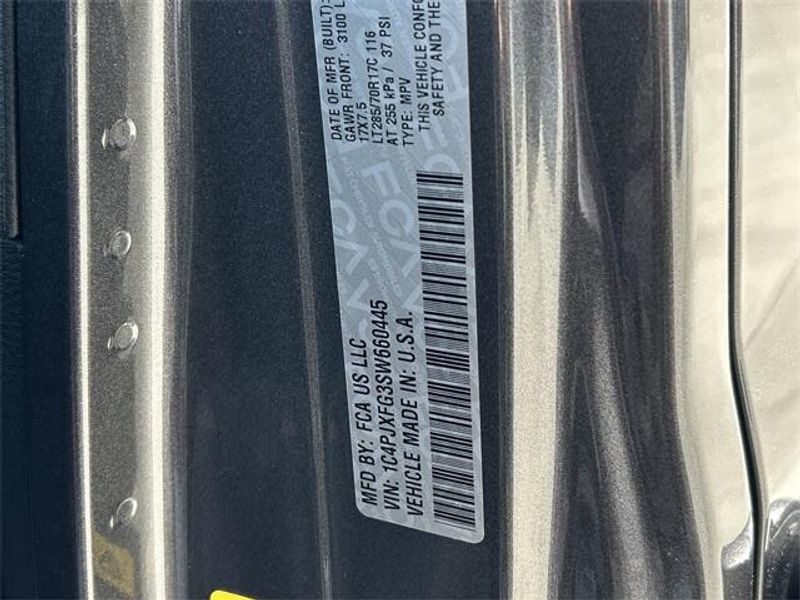 MFD BY: FCA US LLC
VIN: 1C4PJXFG3SW660445
VEHICLE MADE IN: U.S.A.
DATE OF MFR (BUILT):
GAWR FRONT: 3100 L
17X7.5
LT285/70R17C 116
AT 255 kPa / 37 PSI
TYPE: MPV
THIS VEHICLE CONFO
SAFETY AND THE
FCA